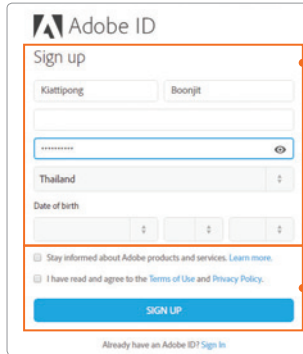 Adobe ID
Sign up
Kiattipong Boonjit
··········
Thailand
Date of birth
Stay informed about Adobe products and services. Learn more.
I have read and agree to the Terms of Use and Privacy Policy.
SIGN UP
Already have an Adobe ID? Sign In